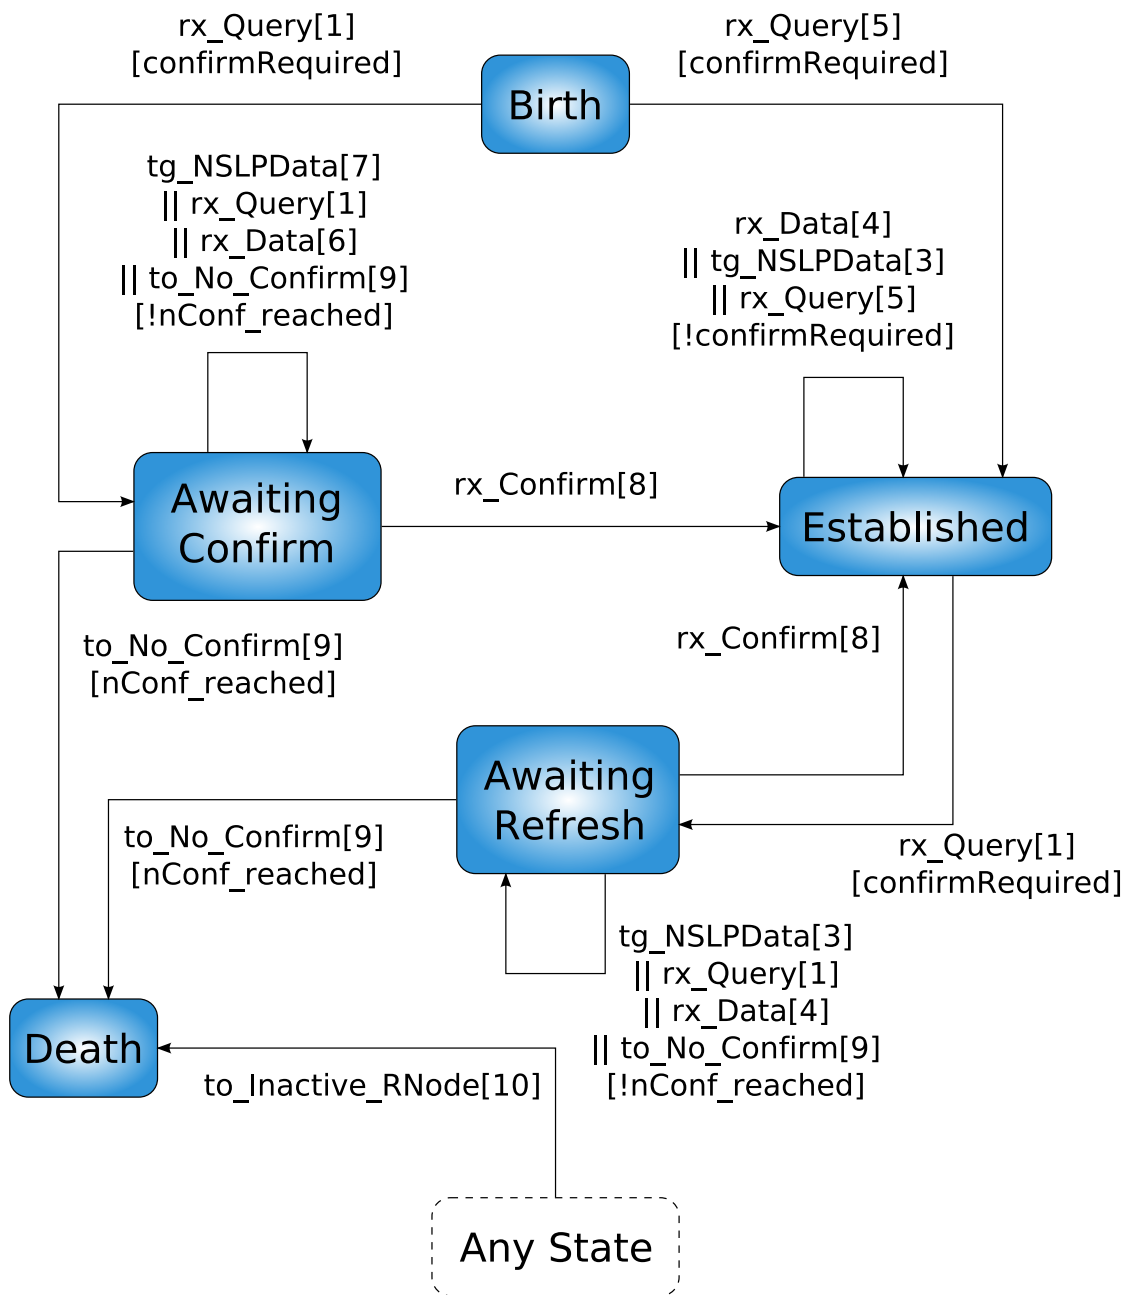 rx_Query[1]
[confirmRequired]
rx_Query[5]
[confirmRequired]
Birth
tg_NSLPData[7]
|| rx_Query[1]
|| rx_Data[6]
|| to_No_Confirm[9]
[!nConf_reached]
rx_Data[4]
|| tg_NSLPData[3]
|| rx_Query[5]
[!confirmRequired]
Awaiting
Confirm
rx_Confirm[8]
Established
to_No_Confirm[9]
[nConf_reached]
rx_Confirm[8]
Awaiting
Refresh
to_No_Confirm[9]
[nConf_reached]
rx_Query[1]
[confirmRequired]
tg_NSLPData[3]
|| rx_Query[1]
|| rx_Data[4]
|| to_No_Confirm[9]
[!nConf_reached]
Death
to_Inactive_RNode[10]
Any State